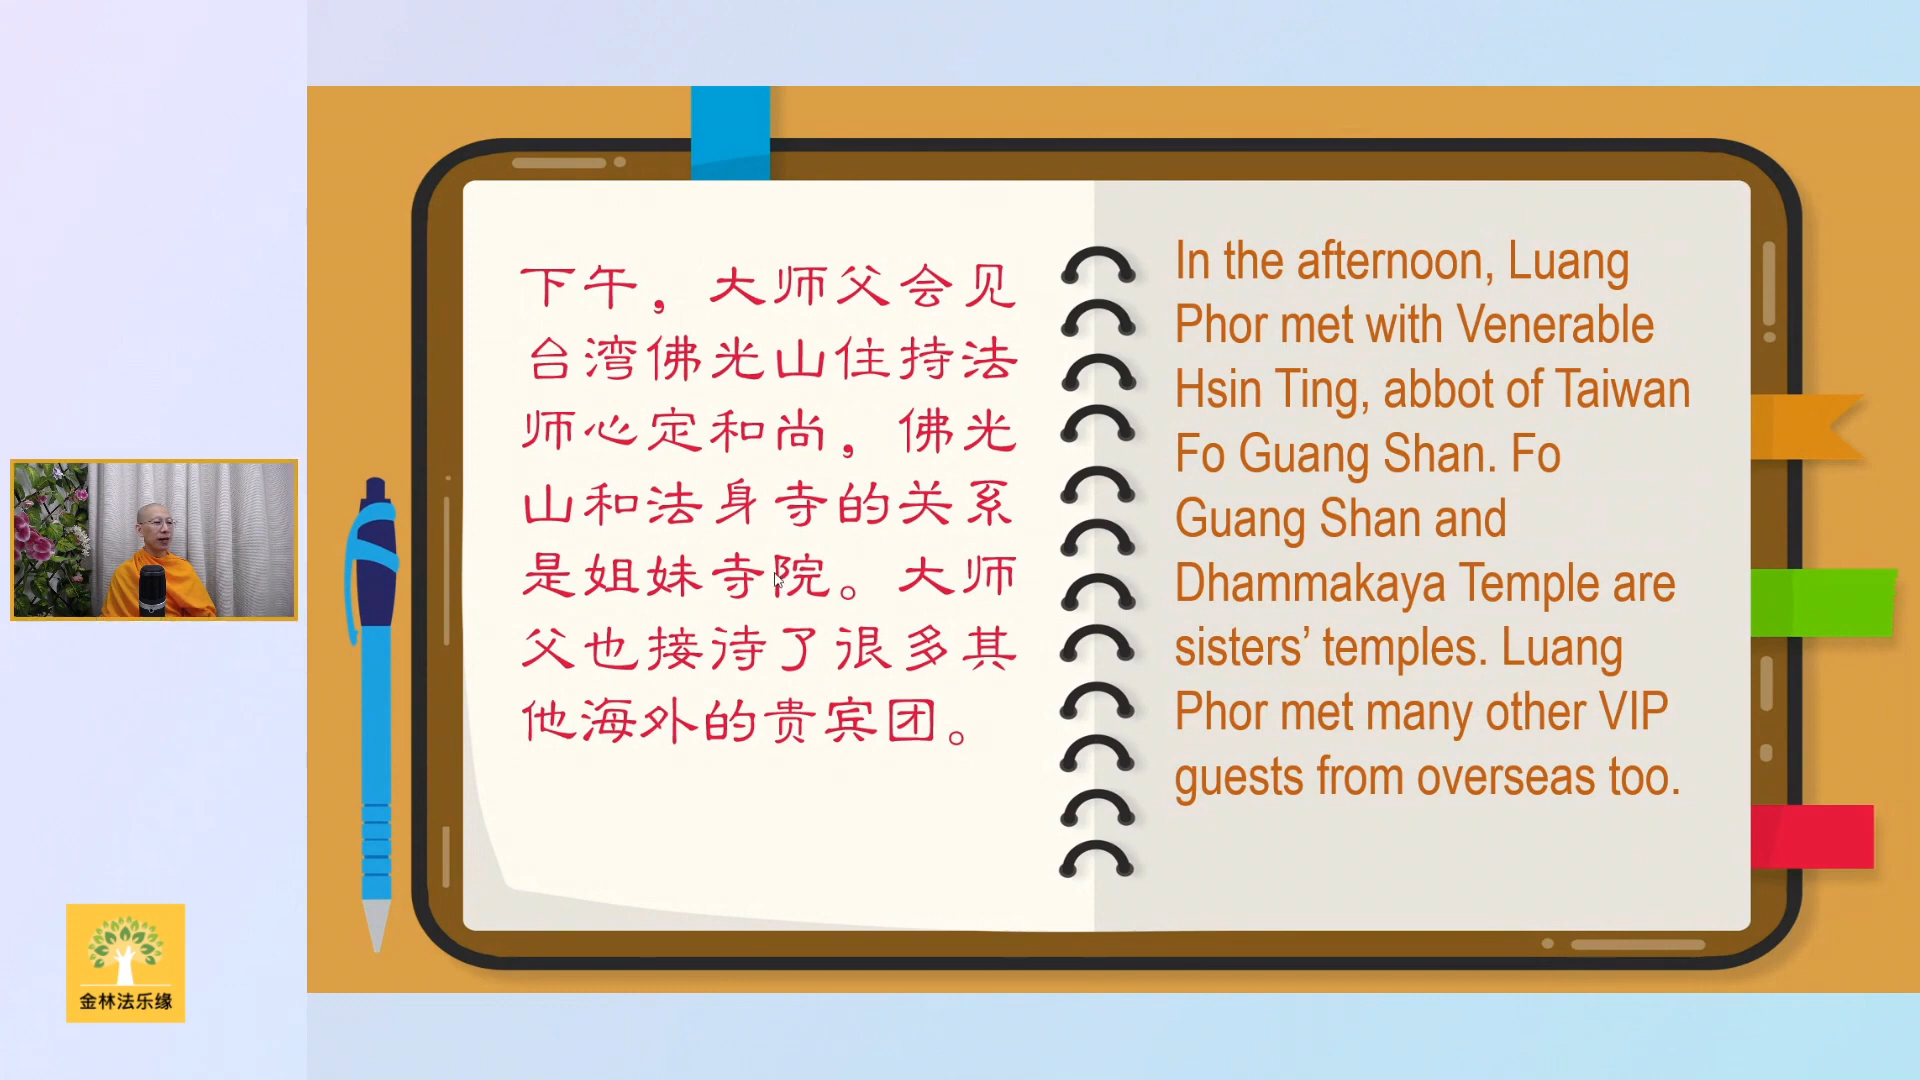 下午，大师父会见
台湾佛光山住持法
师心定和尚，佛光
山和法身寺的关系
是姐妹寺院。大师
父也接待了很多其
他海外的贵宾团。
In the afternoon, Luang
Phor met with Venerable
Hsin Ting, abbot of Taiwan
Fo Guang Shan. Fo
Guang Shan and
Dhammakaya Temple are
sisters’ temples. Luang
Phor met many other VIP
guests from overseas too.
金林法乐缘